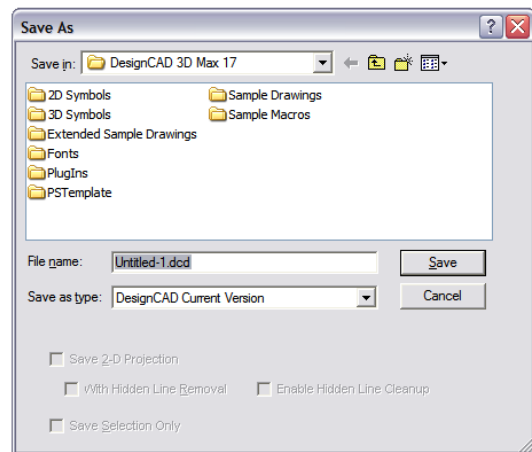 Save As
Save in: DesignCAD 3D Max 17
2D Symbols Sample Drawings
3D Symbols Sample Macros
Extended Sample Drawings
Fonts
PlugIns
PSTemplate
File name: Untitled-1.dcd Save
Save as type: DesignCAD Current Version Cancel
Save 2-D Projection
With Hidden Line Removal Enable Hidden Line Cleanup
Save Selection Only